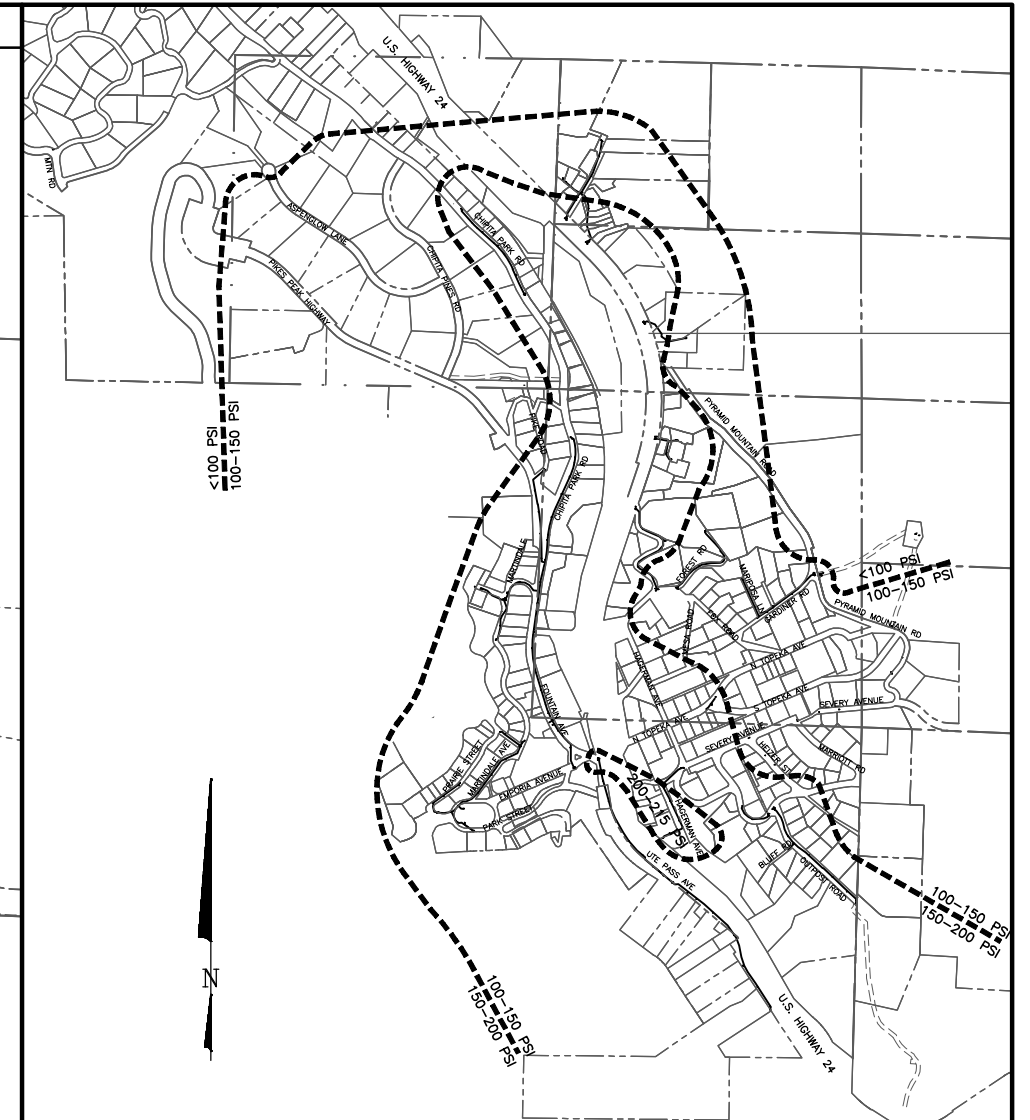 U.S. HIGHWAY 24
MTN RD
ASPENGLOW LANE
CHIPITA PARK RD
CHIPITA PINES RD
PIKES PEAK HIGHWAY
<100 PSI
100-150 PSI
PYRAMID MOUNTAIN ROAD
CHIPITA PARK RD
MARTINDALE
FOREST RD
<100 PSI
100-150 PSI
MARIPOSA LN
GARDINER RD
PYRAMID MOUNTAIN RD
N TOPEKA AVE
HAGERMAN AVE
S TOPEKA AVE
SEVERY AVENUE
FOUNTAIN AVE
N TOPEKA AVE
SEVERY AVENUE
HEIZER ST
MARRIOTT RD
PRAIRIE STREET
MARTINDALE AVE
EMPORIA AVENUE
PARK STREET
200-215 PSI
HAGERMAN AVE
BLUFF RD
OUTPOST ROAD
UTE PASS AVE
100-150 PSI
150-200 PSI
N
100-150 PSI
150-200 PSI
U.S. HIGHWAY 24